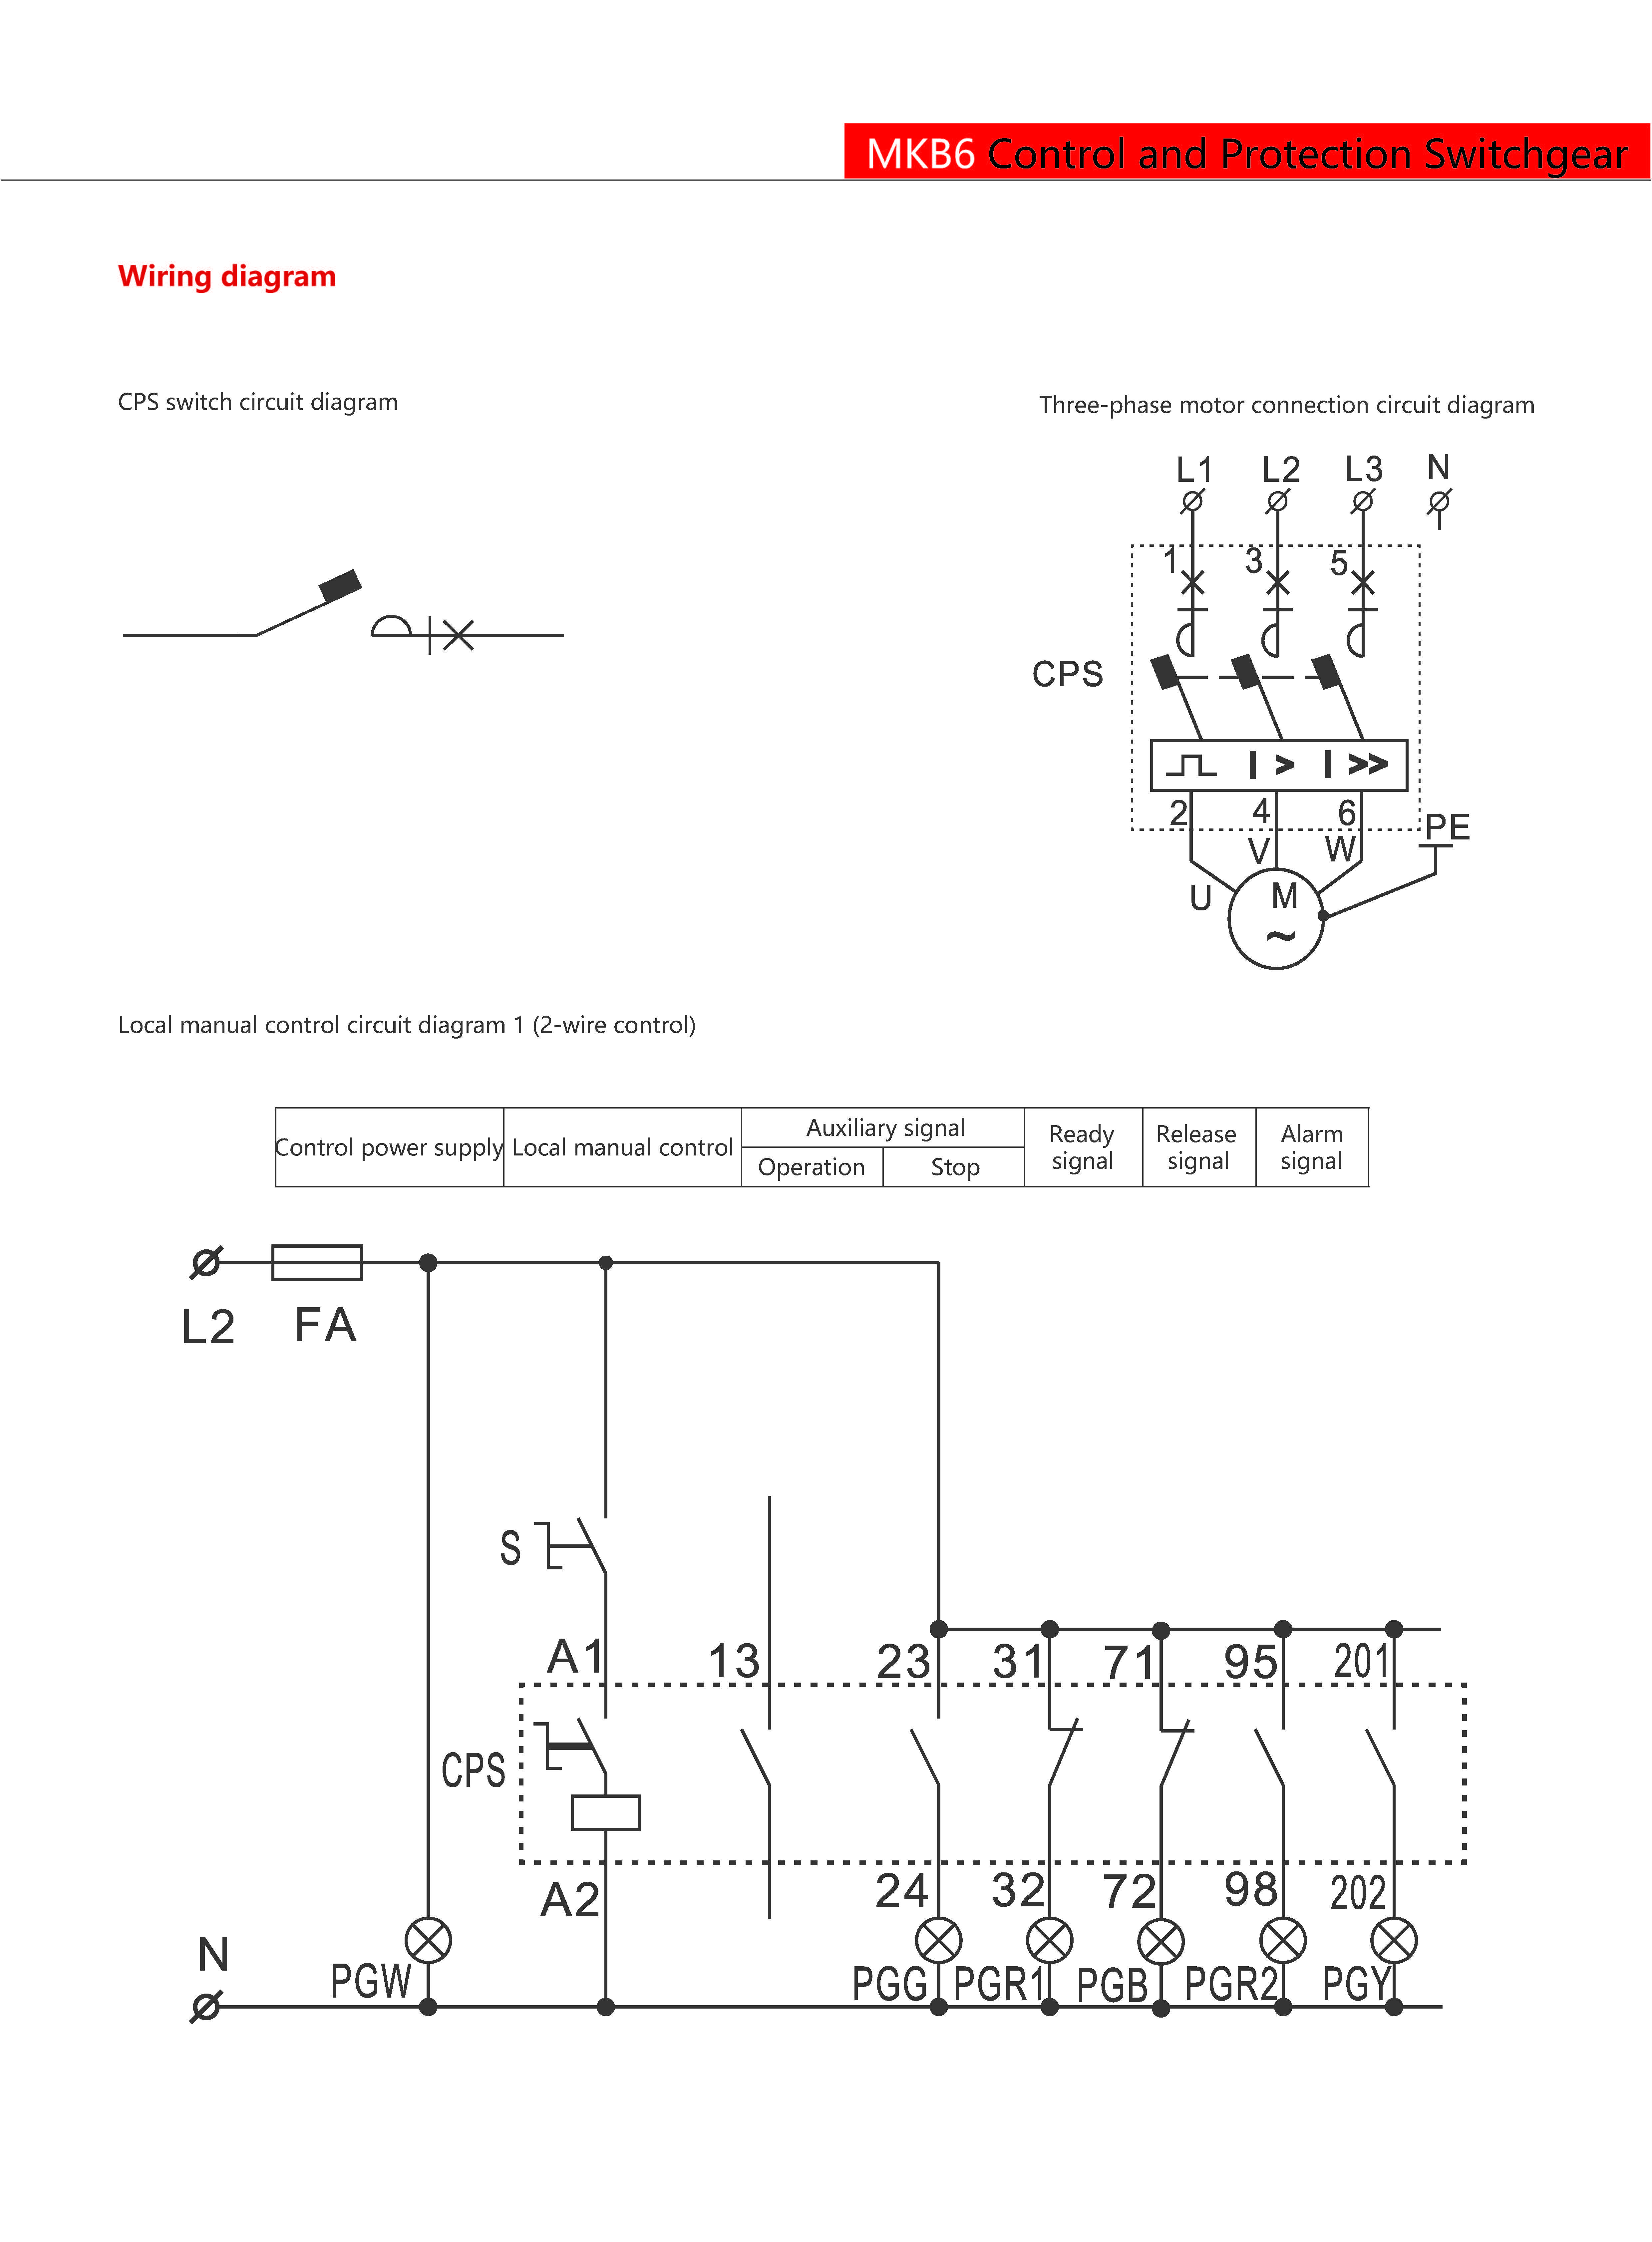 MKB6 Control and Protection Switchgear
Wiring diagram
CPS switch circuit diagram
Three-phase motor connection circuit diagram
L1 L2 L3 N
1 3 5
CPS
I > I >>
2 4 6
PE
V W
U M
~
Local manual control circuit diagram 1 (2-wire control)
Control power supply Local manual control Auxiliary signal Ready signal Release signal Alarm signal
Operation Stop
L2 FA
S
A1 13 23 31 71 95 201
CPS
A2 24 32 72 98 202
N
PGW PGG PGR1 PGB PGR2 PGY